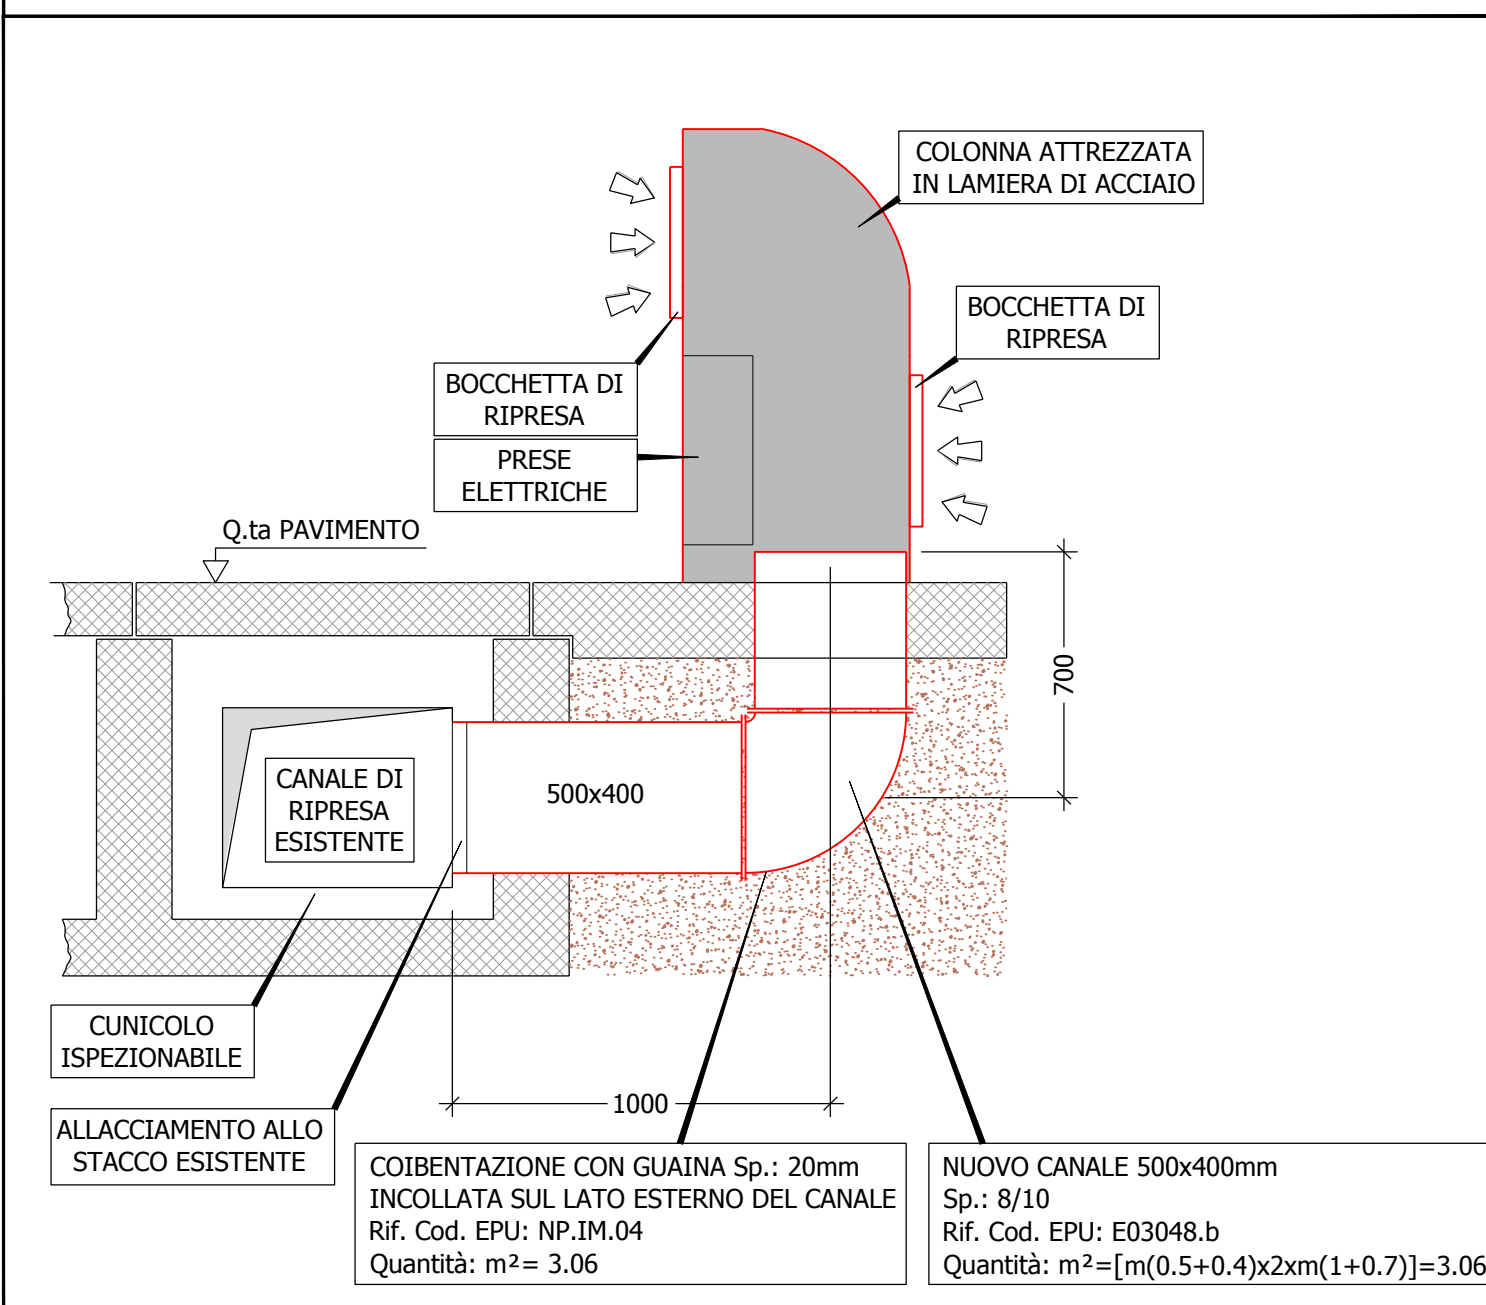 COLONNA ATTREZZATA
IN LAMIERA DI ACCIAIO
BOCCHETTA DI
RIPRESA
BOCCHETTA DI
RIPRESA
PRESE
ELETTRICHE
Q.ta PAVIMENTO
700
500x400
CANALE DI
RIPRESA
ESISTENTE
CUNICOLO
ISPEZIONABILE
1000
ALLACCIAMENTO ALLO
STACCO ESISTENTE
COIBENTAZIONE CON GUAINA Sp.: 20mm
INCOLLATA SUL LATO ESTERNO DEL CANALE
Rif. Cod. EPU: NP.IM.04
Quantità: m²= 3.06
NUOVO CANALE 500x400mm
Sp.: 8/10
Rif. Cod. EPU: E03048.b
Quantità: m²=[m(0.5+0.4)x2xm(1+0.7)]=3.06